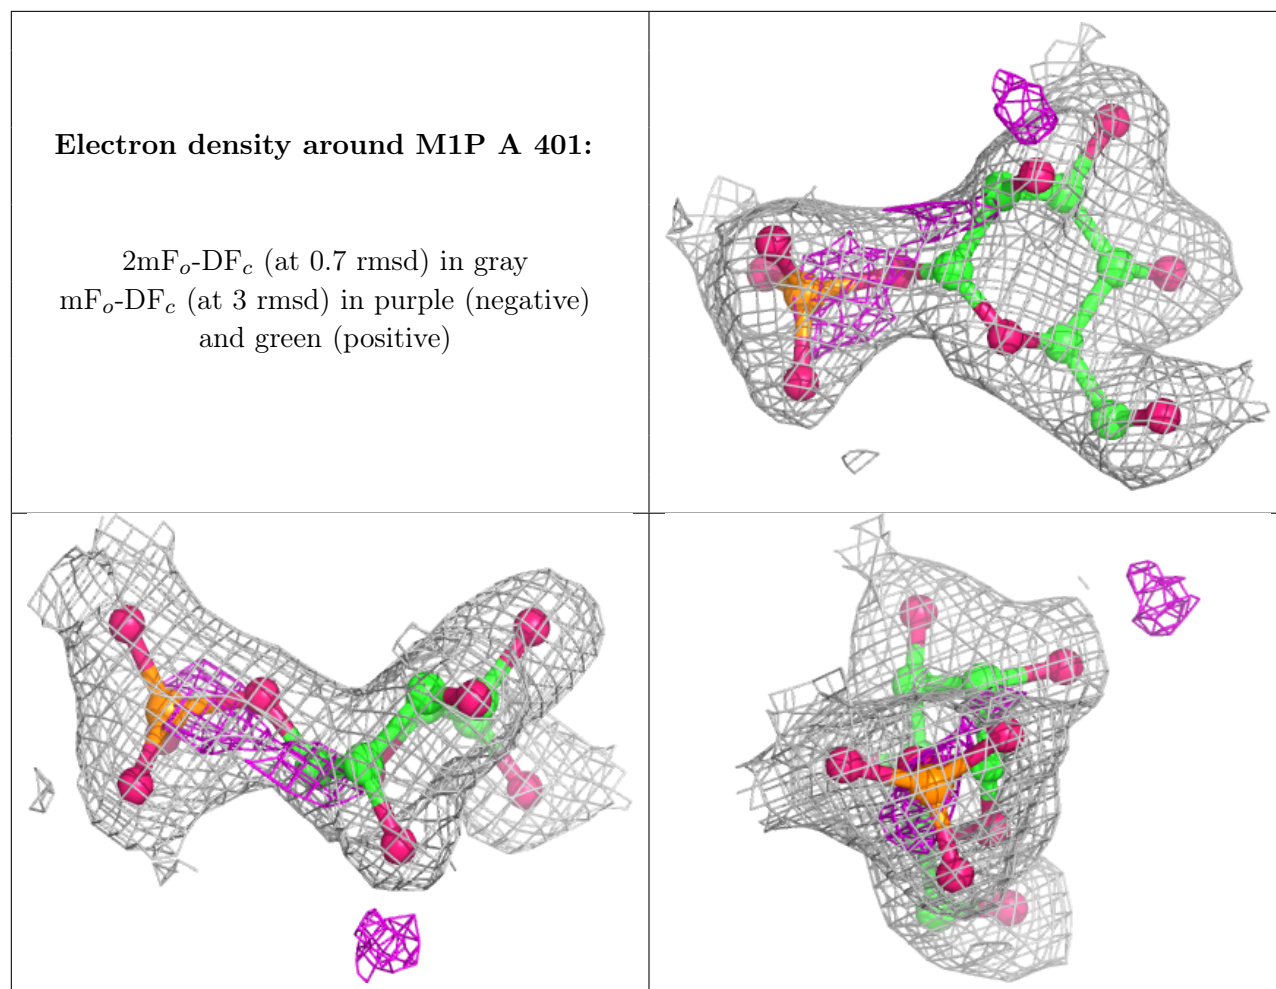 Electron density around M1P A 401:
2mFₒ-DF𝒸 (at 0.7 rmsd) in gray
mFₒ-DF𝒸 (at 3 rmsd) in purple (negative)
and green (positive)